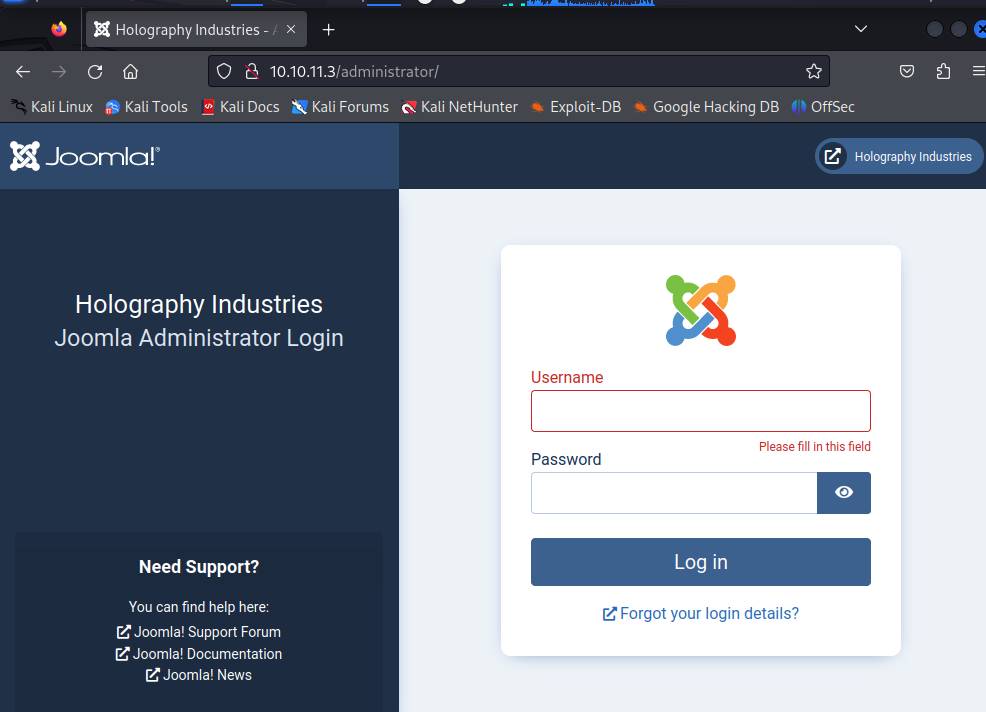 Holography Industries - A
10.10.11.3/administrator/
Kali Linux Kali Tools Kali Docs Kali Forums Kali NetHunter Exploit-DB Google Hacking DB OffSec
Joomla!®
Holography Industries
Holography Industries
Joomla Administrator Login
Username
Please fill in this field
Password
Log in
Forgot your login details?
Need Support?
You can find help here:
Joomla! Support Forum
Joomla! Documentation
Joomla! News